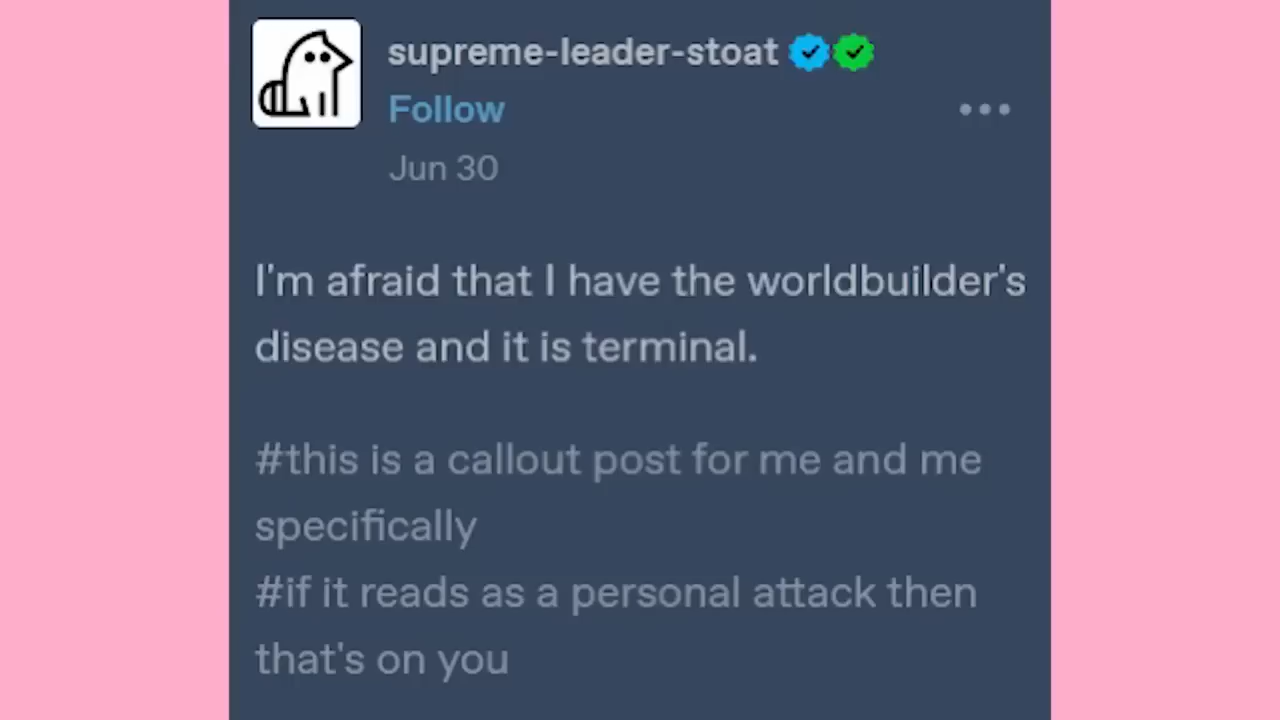 supreme-leader-stoat
Follow
Jun 30
I'm afraid that I have the worldbuilder's
disease and it is terminal.
#this is a callout post for me and me
specifically
#if it reads as a personal attack then
that's on you